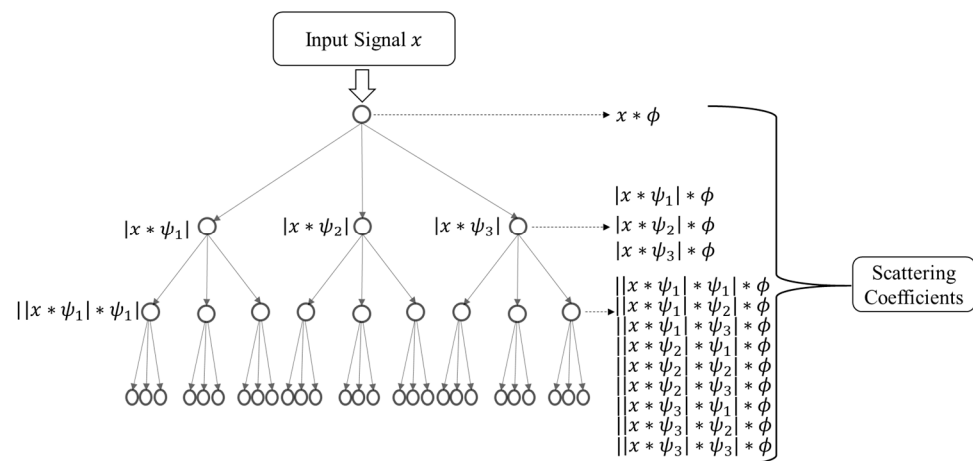 Input Signal 𝑥
𝑥 ∗ 𝜙
|𝑥 ∗ 𝜓₁| ∗ 𝜙
|𝑥 ∗ 𝜓₁|
|𝑥 ∗ 𝜓₂|
|𝑥 ∗ 𝜓₃|
|𝑥 ∗ 𝜓₂| ∗ 𝜙
|𝑥 ∗ 𝜓₃| ∗ 𝜙
Scattering
Coefficients
||𝑥 ∗ 𝜓₁| ∗ 𝜓₁|
||𝑥 ∗ 𝜓₁| ∗ 𝜓₁| ∗ 𝜙
||𝑥 ∗ 𝜓₁| ∗ 𝜓₂| ∗ 𝜙
||𝑥 ∗ 𝜓₁| ∗ 𝜓₃| ∗ 𝜙
||𝑥 ∗ 𝜓₂| ∗ 𝜓₁| ∗ 𝜙
||𝑥 ∗ 𝜓₂| ∗ 𝜓₂| ∗ 𝜙
||𝑥 ∗ 𝜓₂| ∗ 𝜓₃| ∗ 𝜙
||𝑥 ∗ 𝜓₃| ∗ 𝜓₁| ∗ 𝜙
||𝑥 ∗ 𝜓₃| ∗ 𝜓₂| ∗ 𝜙
||𝑥 ∗ 𝜓₃| ∗ 𝜓₃| ∗ 𝜙